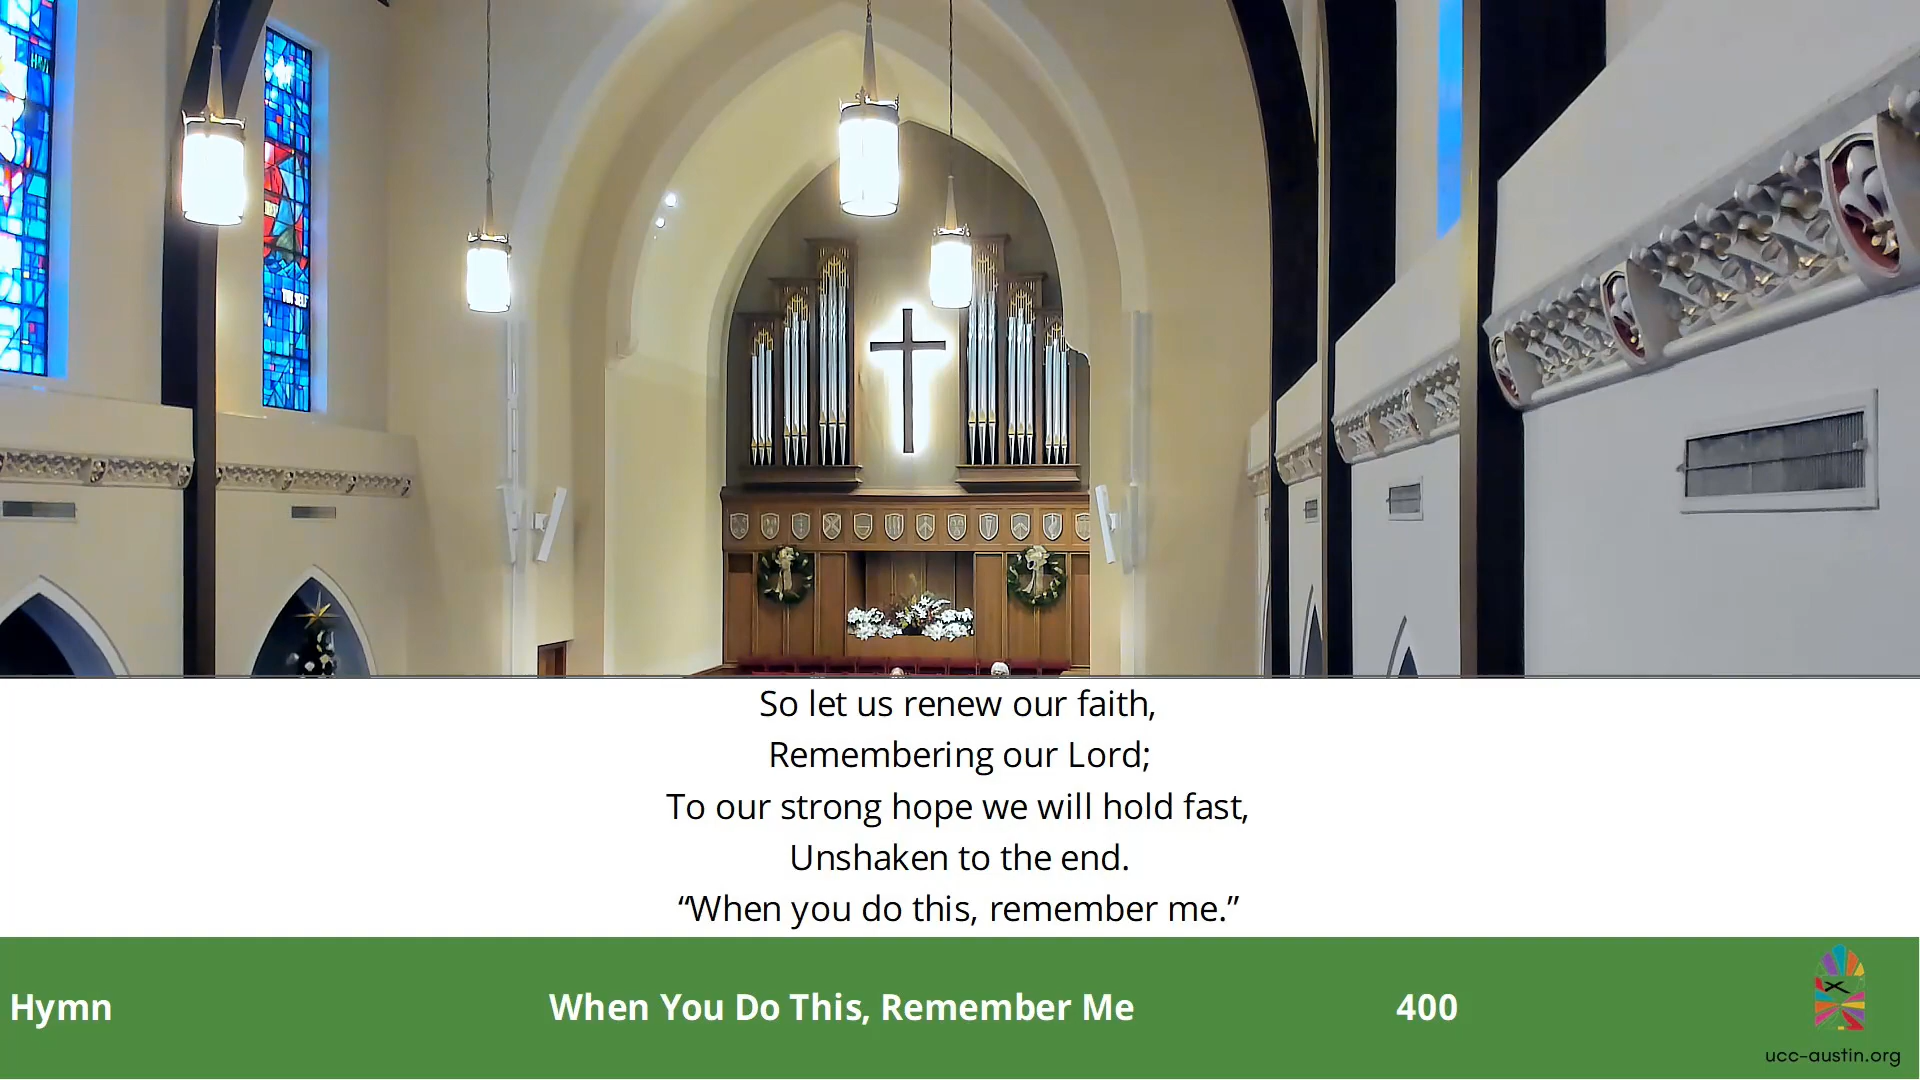 YOU SELF
So let us renew our faith,
Remembering our Lord;
To our strong hope we will hold fast,
Unshaken to the end.
“When you do this, remember me.”
Hymn
When You Do This, Remember Me
400
ucc-austin.org